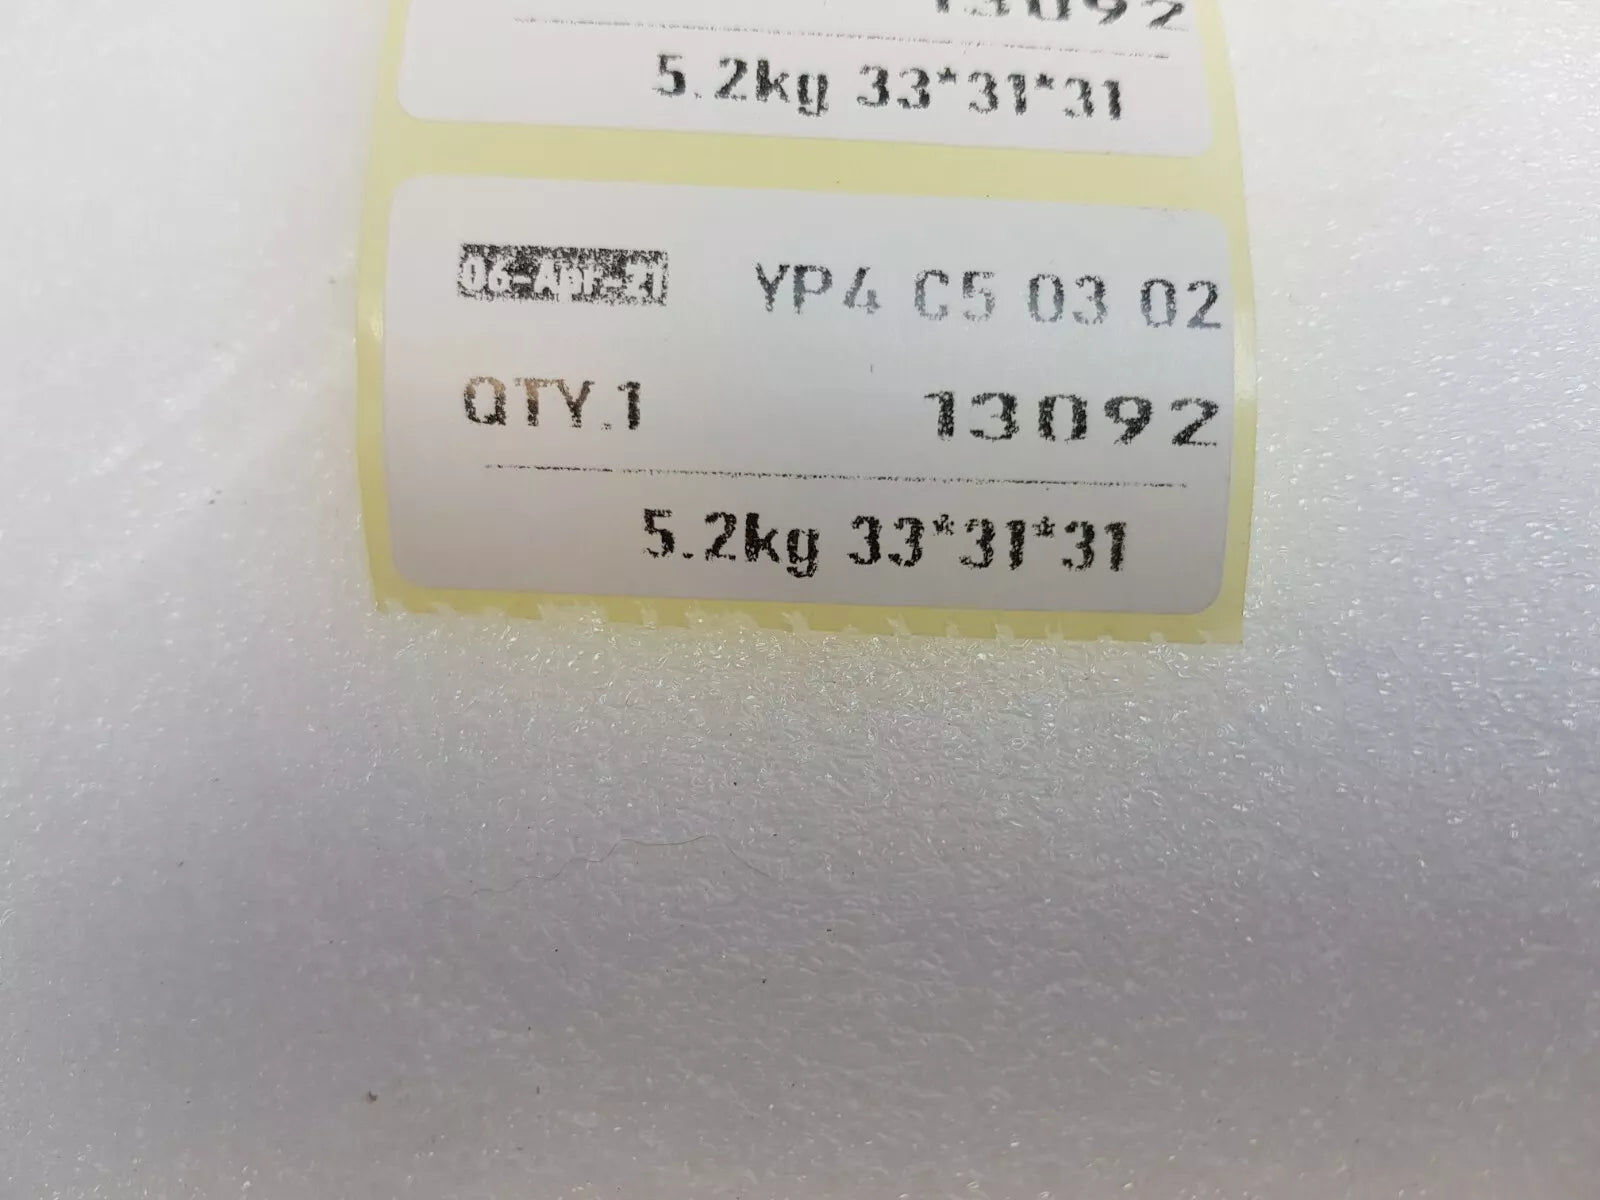 13092
5.2kg 33*31*31
06-Apr-21 YP4 C5 03 02
QTY.1 13092
5.2kg 33*31*31